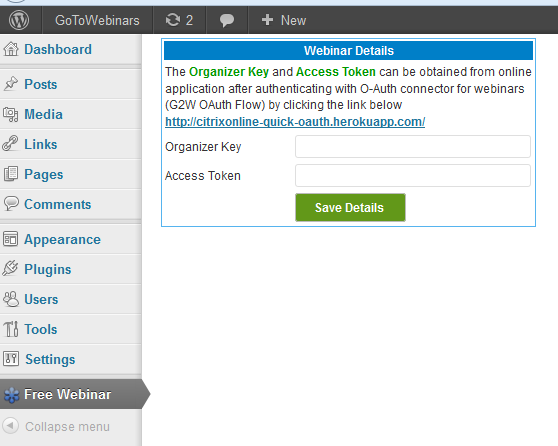 GoToWebinars 2 + New
Dashboard
Posts
Media
Links
Pages
Comments
Appearance
Plugins
Users
Tools
Settings
Free Webinar
Collapse menu
Webinar Details
The Organizer Key and Access Token can be obtained from online
application after authenticating with O-Auth connector for webinars
(G2W OAuth Flow) by clicking the link below
http://citrixonline-quick-oauth.herokuapp.com/
Organizer Key
Access Token
Save Details